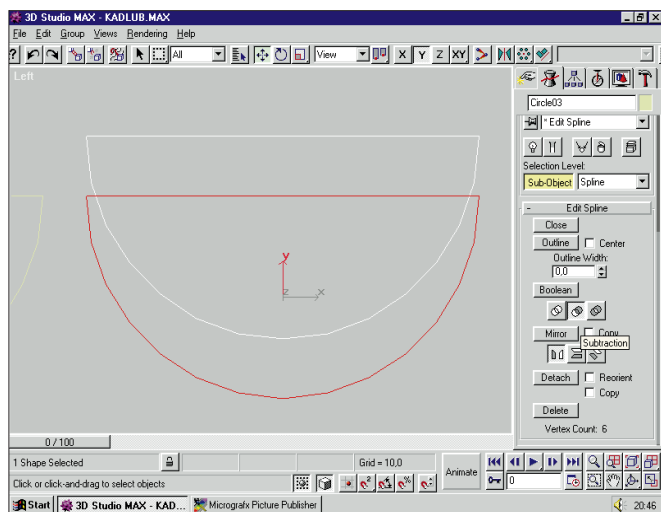 3D Studio MAX - KADLUB.MAX
File Edit Group Views Rendering Help
? All View X Y Z XY
Left
Circle03
* Edit Spline
Selection Level:
Sub-Object Spline
- Edit Spline
Close
Outline Center
Outline Width:
0,0
Boolean
Mirror Copy
Subtraction
Detach Reorient
Copy
Delete
Vertex Count: 6
y
z x
0 / 100
1 Shape Selected Grid = 10,0
Animate
Click or click-and-drag to select objects 0
Start 3D Studio MAX - KAD... Micrografx Picture Publisher 20:46